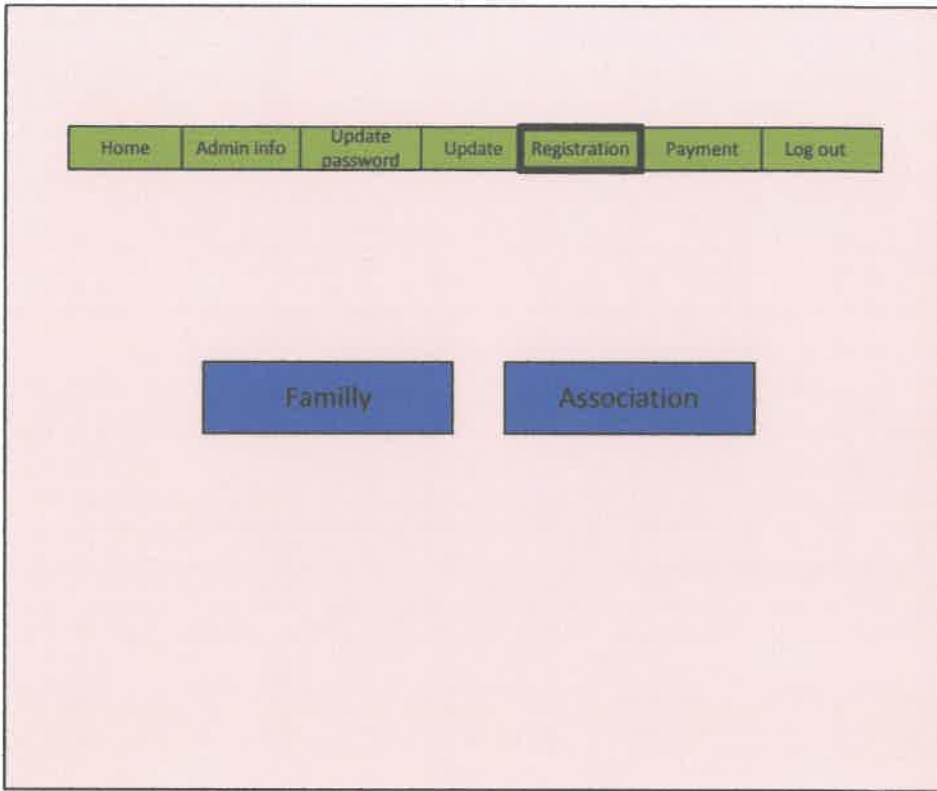 Home Admin info Update password Update Registration Payment Log out
Familly Association